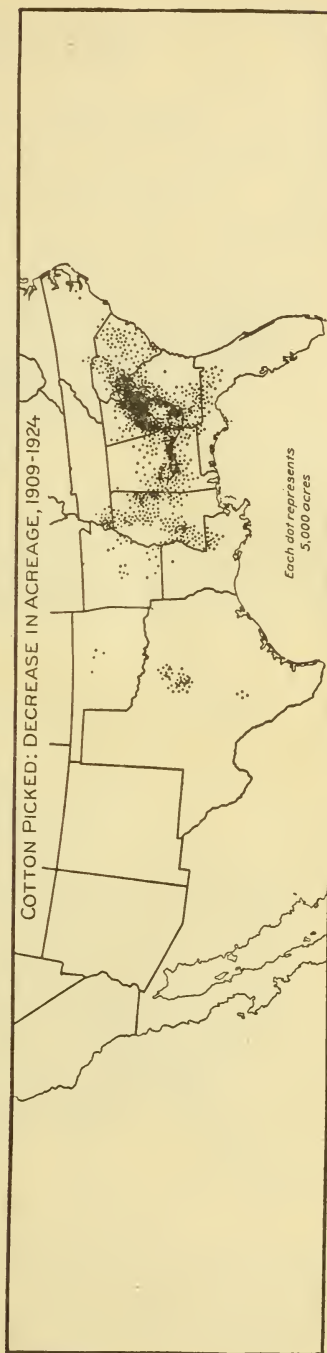 COTTON PICKED: DECREASE IN ACREAGE, 1909-1924
Each dot represents
5,000 acres